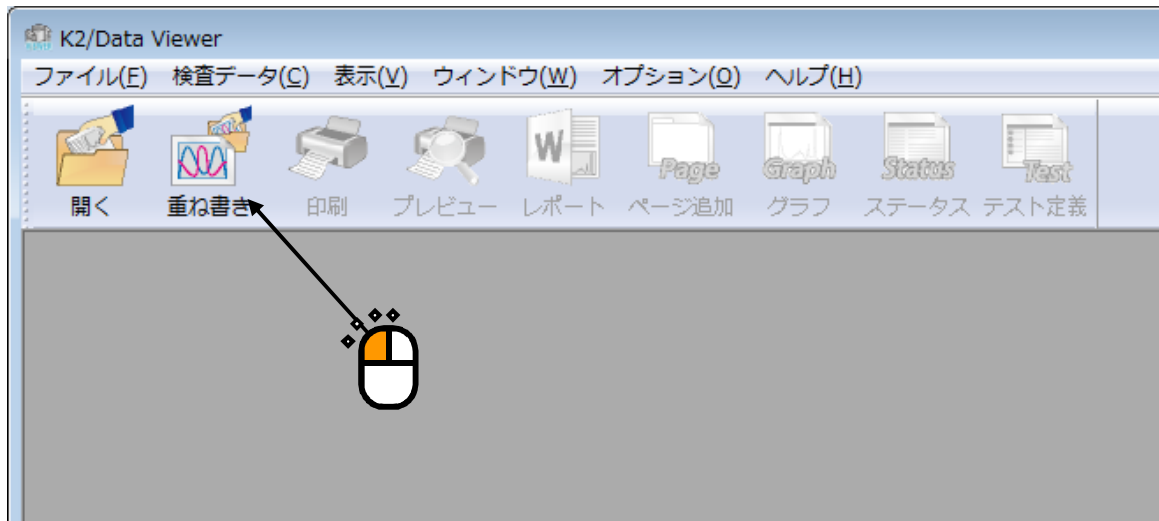 K2/Data Viewer
ファイル(F) 検査データ(C) 表示(V) ウィンドウ(W) オプション(O) ヘルプ(H)
W Page Graph Status Test
開く 重ね書き 印刷 プレビュー レポート ページ追加 グラフ ステータス テスト定義